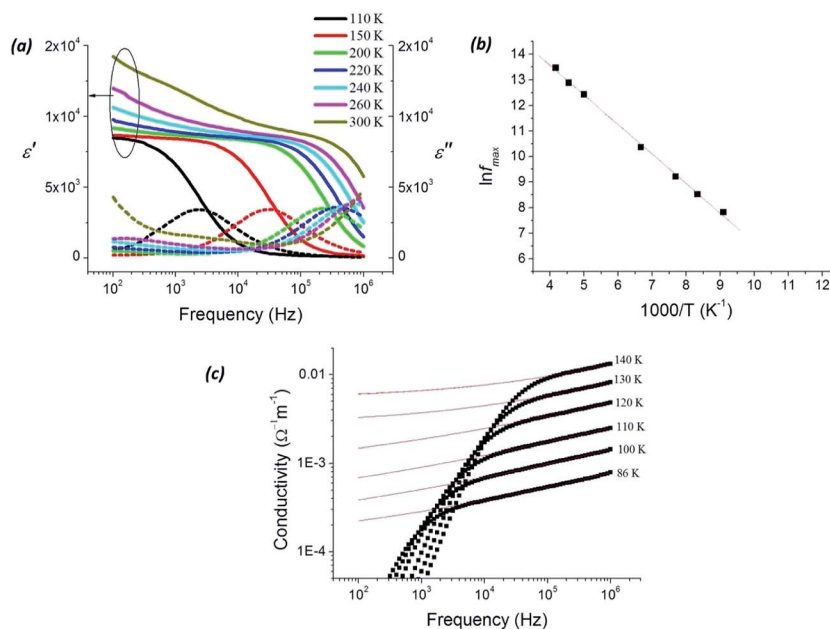 (a)
110 K
150 K
200 K
220 K
240 K
260 K
300 K
2x10⁴
1x10⁴
5x10³
0
ε'
2x10⁴
1x10⁴
5x10³
0
ε''
10² 10³ 10⁴ 10⁵ 10⁶
Frequency (Hz)
(b)
14
13
12
11
10
9
8
7
6
lnf_max
4 5 6 7 8 9 10 11 12
1000/T (K⁻¹)
(c)
0.01
1E-3
1E-4
Conductivity (Ω⁻¹m⁻¹)
140 K
130 K
120 K
110 K
100 K
86 K
10² 10³ 10⁴ 10⁵ 10⁶
Frequency (Hz)